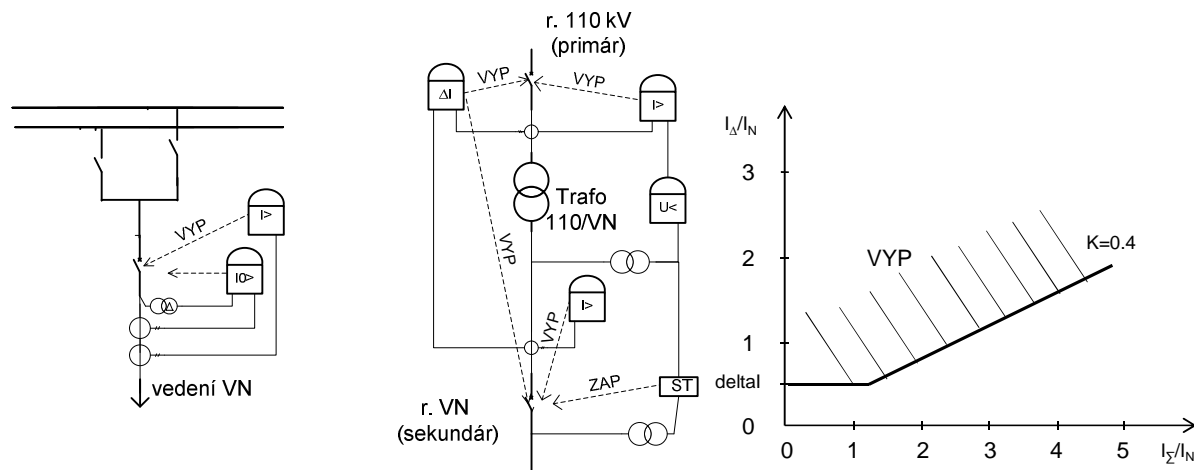 VYP
I>
I0>
Δ
vedení VN
r. 110 kV
(primár)
VYP
VYP
ΔI
I>
Trafo
110/VN
U<
VYP
I>
VYP
ZAP
ST
r. VN
(sekundár)
I∆/IN
3
2
1
deltaI
0
VYP
K=0.4
0 1 2 3 4 5
IΣ/IN